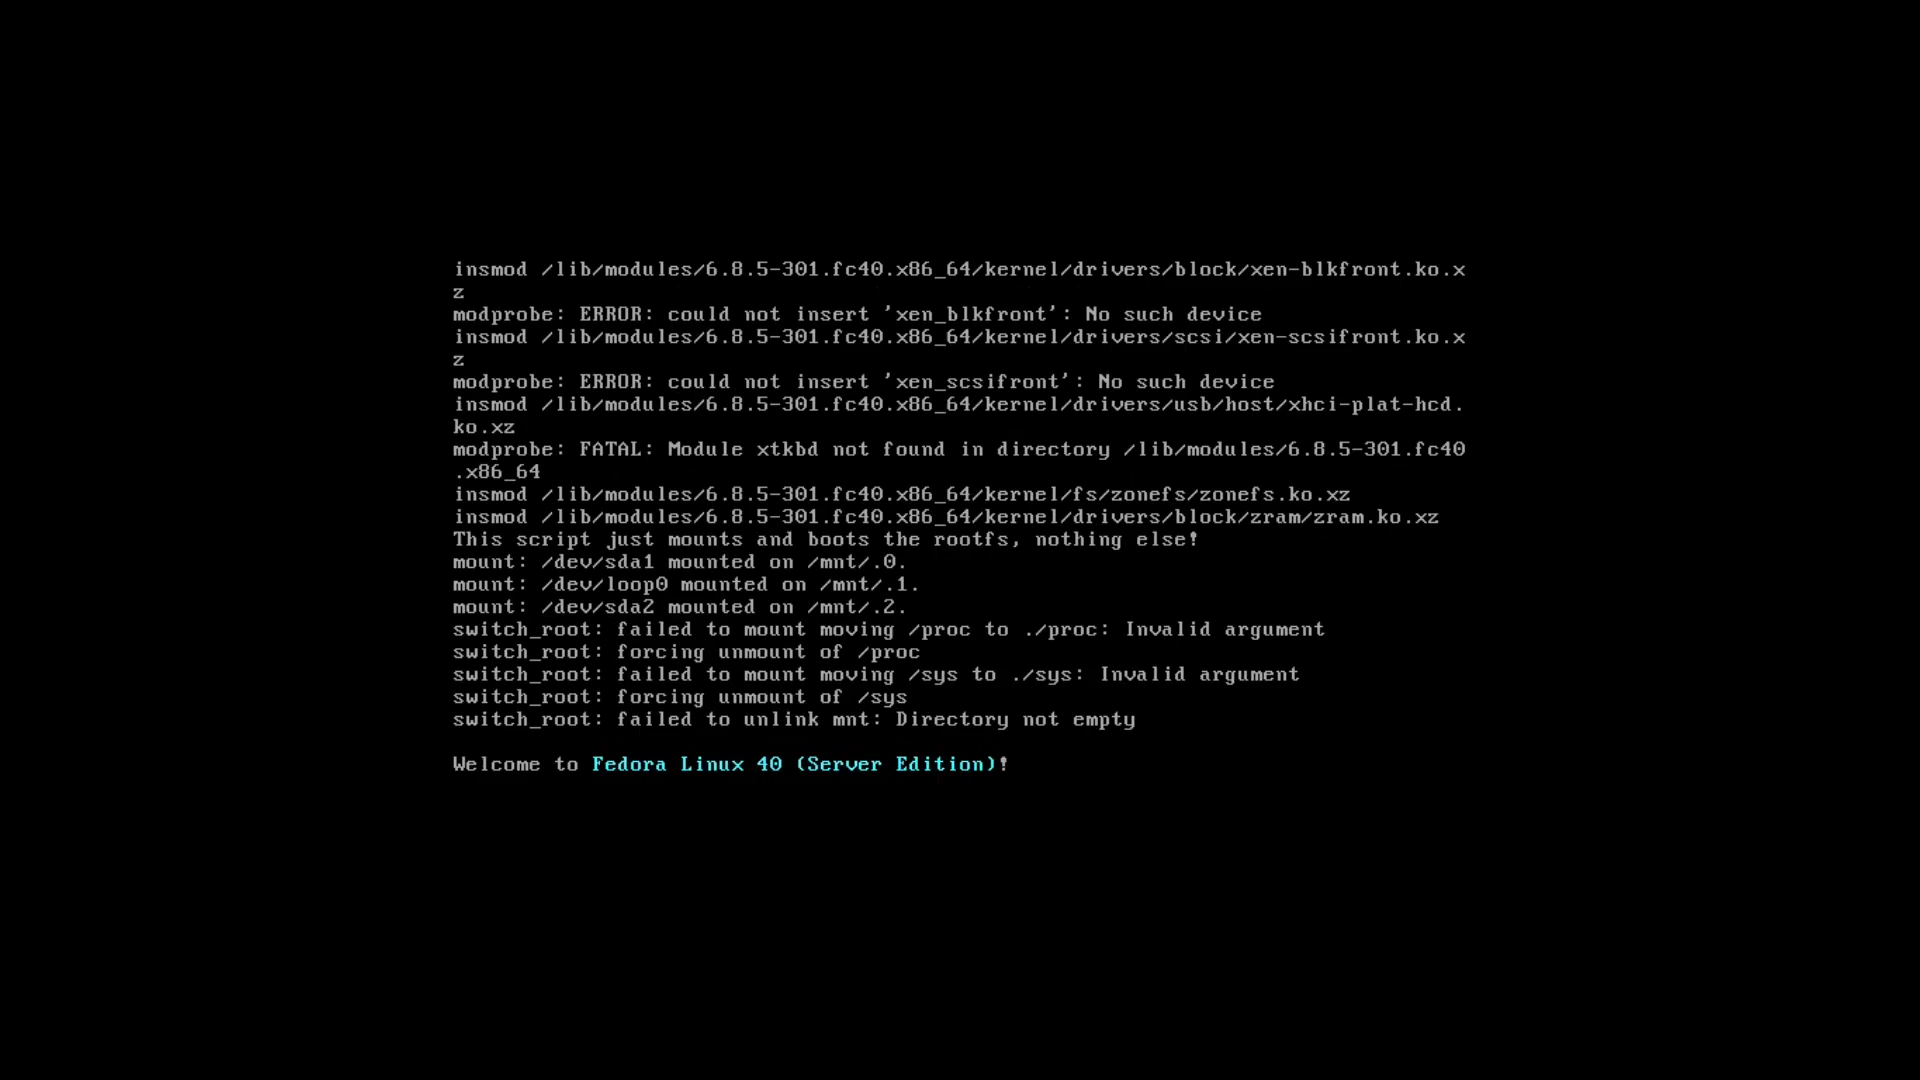 insmod /lib/modules/6.8.5-301.fc40.x86_64/kernel/drivers/block/xen-blkfront.ko.x
z
modprobe: ERROR: could not insert 'xen_blkfront': No such device
insmod /lib/modules/6.8.5-301.fc40.x86_64/kernel/drivers/scsi/xen-scsifront.ko.x
z
modprobe: ERROR: could not insert 'xen_scsifront': No such device
insmod /lib/modules/6.8.5-301.fc40.x86_64/kernel/drivers/usb/host/xhci-plat-hcd.
ko.xz
modprobe: FATAL: Module xtkbd not found in directory /lib/modules/6.8.5-301.fc40
.x86_64
insmod /lib/modules/6.8.5-301.fc40.x86_64/kernel/fs/zonefs/zonefs.ko.xz
insmod /lib/modules/6.8.5-301.fc40.x86_64/kernel/drivers/block/zram/zram.ko.xz
This script just mounts and boots the rootfs, nothing else!
mount: /dev/sda1 mounted on /mnt/.0.
mount: /dev/loop0 mounted on /mnt/.1.
mount: /dev/sda2 mounted on /mnt/.2.
switch_root: failed to mount moving /proc to ./proc: Invalid argument
switch_root: forcing unmount of /proc
switch_root: failed to mount moving /sys to ./sys: Invalid argument
switch_root: forcing unmount of /sys
switch_root: failed to unlink mnt: Directory not empty
Welcome to Fedora Linux 40 (Server Edition)!